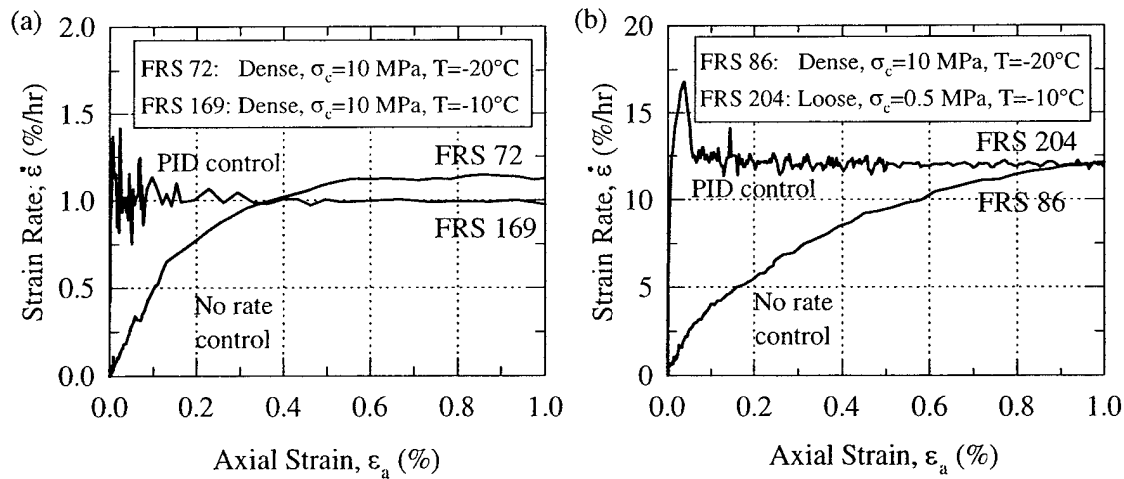 (a)
2.0
1.5
1.0
0.5
0.0
Strain Rate, ε̇ (%/hr)
FRS 72: Dense, σc=10 MPa, T=-20°C
FRS 169: Dense, σc=10 MPa, T=-10°C
PID control
FRS 72
FRS 169
No rate
control
0.0 0.2 0.4 0.6 0.8 1.0
Axial Strain, εa (%)
(b)
20
15
10
5
0
Strain Rate, ε̇ (%/hr)
FRS 86: Dense, σc=10 MPa, T=-20°C
FRS 204: Loose, σc=0.5 MPa, T=-10°C
FRS 204
PID control
FRS 86
No rate
control
0.0 0.2 0.4 0.6 0.8 1.0
Axial Strain, εa (%)